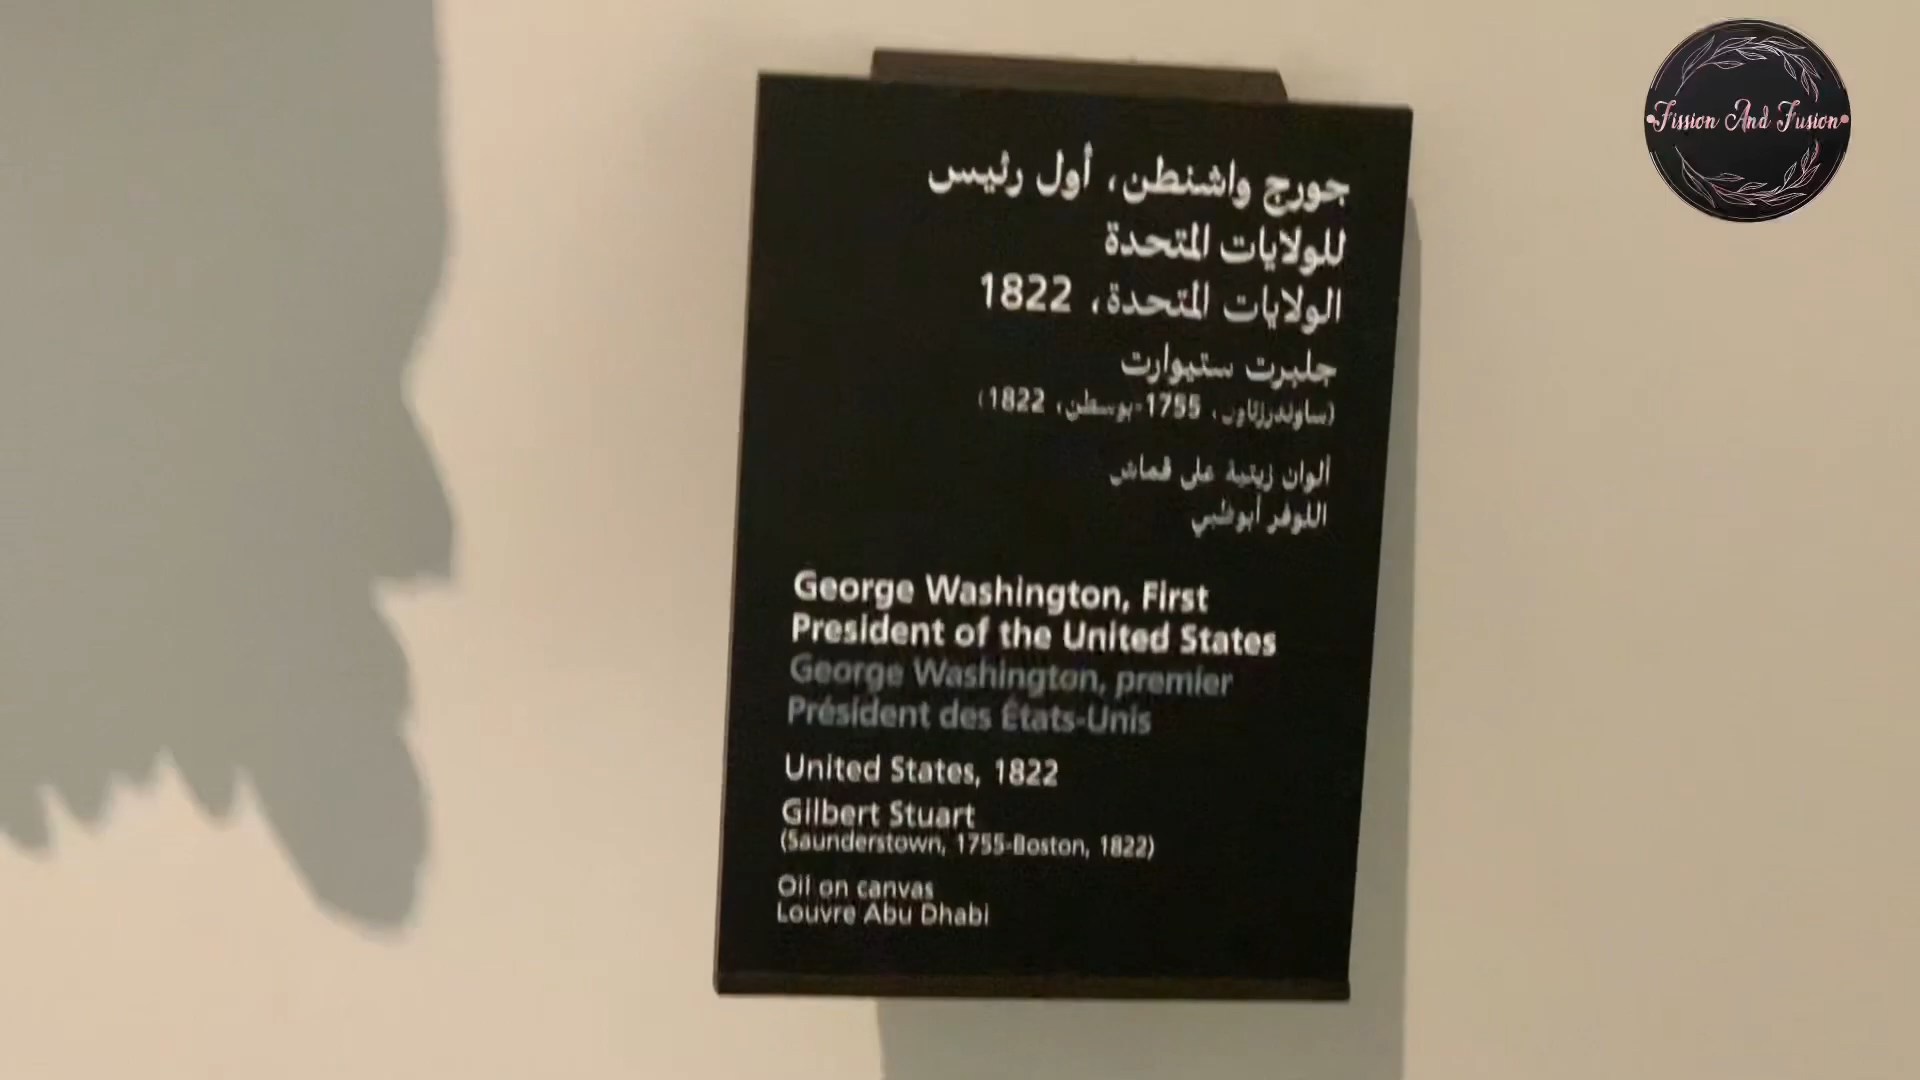 جورج واشنطن، أول رئيس
للولايات المتحدة
الولايات المتحدة، 1822
جلبرت ستيوارت
(ساوندرزتاون، 1755-بوسطن، 1822)
ألوان زيتية على قماش
اللوفر أبوظبي
George Washington, First
President of the United States
George Washington, premier
Président des États-Unis
United States, 1822
Gilbert Stuart
(Saunderstown, 1755-Boston, 1822)
Oil on canvas
Louvre Abu Dhabi
Fission And Fusion